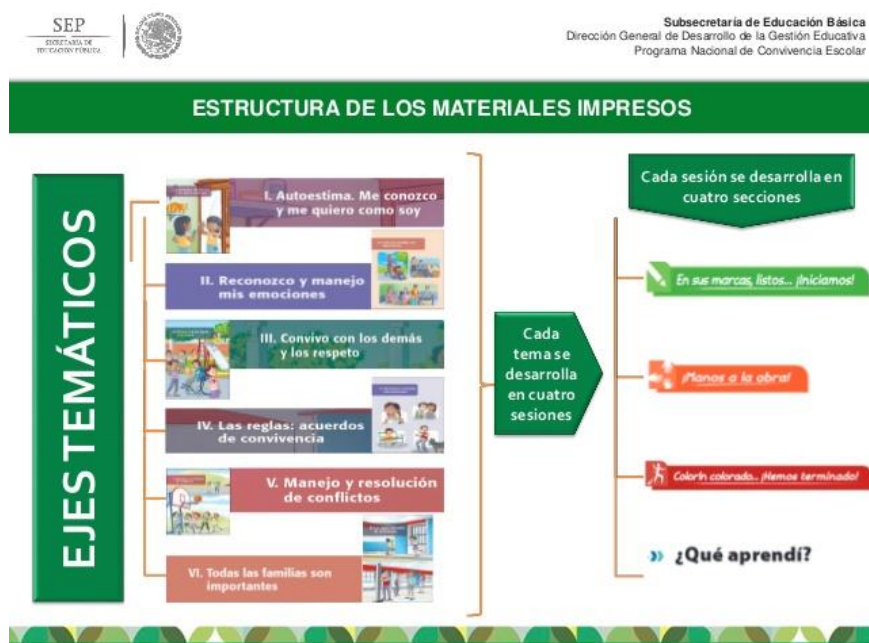 SEP
SECRETARÍA DE
EDUCACIÓN PÚBLICA
Subsecretaría de Educación Básica
Dirección General de Desarrollo de la Gestión Educativa
Programa Nacional de Convivencia Escolar
ESTRUCTURA DE LOS MATERIALES IMPRESOS
EJES TEMÁTICOS
I. Autoestima. Me conozco
y me quiero como soy
II. Reconozco y manejo
mis emociones
III. Convivo con los demás
y los respeto
IV. Las reglas: acuerdos
de convivencia
V. Manejo y resolución
de conflictos
VI. Todas las familias son
importantes
Cada
tema se
desarrolla
en cuatro
sesiones
Cada sesión se desarrolla en
cuatro secciones
En sus marcas, listos... ¡Iniciamos!
¡Manos a la obra!
Colorín colorado... ¡Hemos terminado!
¿Qué aprendí?